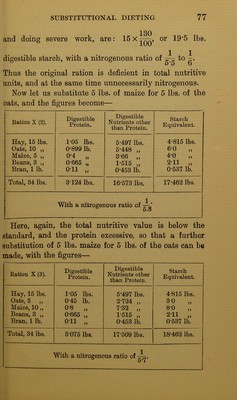 SUBSTITUTIONAL DIETING 77
and doing severe work, are: 15 x 130/100, or 19·5 lbs.
digestible starch, with a nitrogenous ratio of 1/5·5 to 1/6.
Thus the original ration is deficient in total nutritive
units, and at the same time unnecessarily nitrogenous.
Now let us substitute 5 lbs. of maize for 5 lbs. of the
oats, and the figures become—
Ration X (2). Digestible Protein. Digestible Nutrients other than Protein. Starch Equivalent.
Hay, 15 lbs. 1·05 lbs. 5·497 lbs. 4·815 lbs.
Oats, 10 „ 0·899 lb. 5·448 „ 6·0 „
Maize, 5 „ 0·4 „ 3·66 „ 4·0 „
Beans, 3 „ 0·665 „ 1·515 „ 2·11 „
Bran, 1 lb. 0·11 „ 0·453 lb. 0·537 lb.
Total, 34 lbs. 3·124 lbs. 16·573 lbs. 17·462 lbs.
With a nitrogenous ratio of 1/5·3.
Here, again, the total nutritive value is below the
standard, and the protein excessive, so that a further
substitution of 5 lbs. maize for 5 lbs. of the oats can be
made, with the figures—
Ration X (3). Digestible Protein. Digestible Nutrients other than Protein. Starch Equivalent.
Hay, 15 lbs. 1·05 lbs. 5·497 lbs. 4·815 lbs.
Oats, 5 „ 0·45 lb. 2·724 „ 3·0 „
Maize, 10 „ 0·8 „ 7·32 „ 8·0 „
Beans, 3 „ 0·665 „ 1·515 „ 2·11 „
Bran, 1 lb. 0·11 „ 0·453 lb. 0·537 lb.
Total, 34 lbs. 3·075 lbs. 17·509 lbs. 18·462 lbs.
With a nitrogenous ratio of 1/5·7.